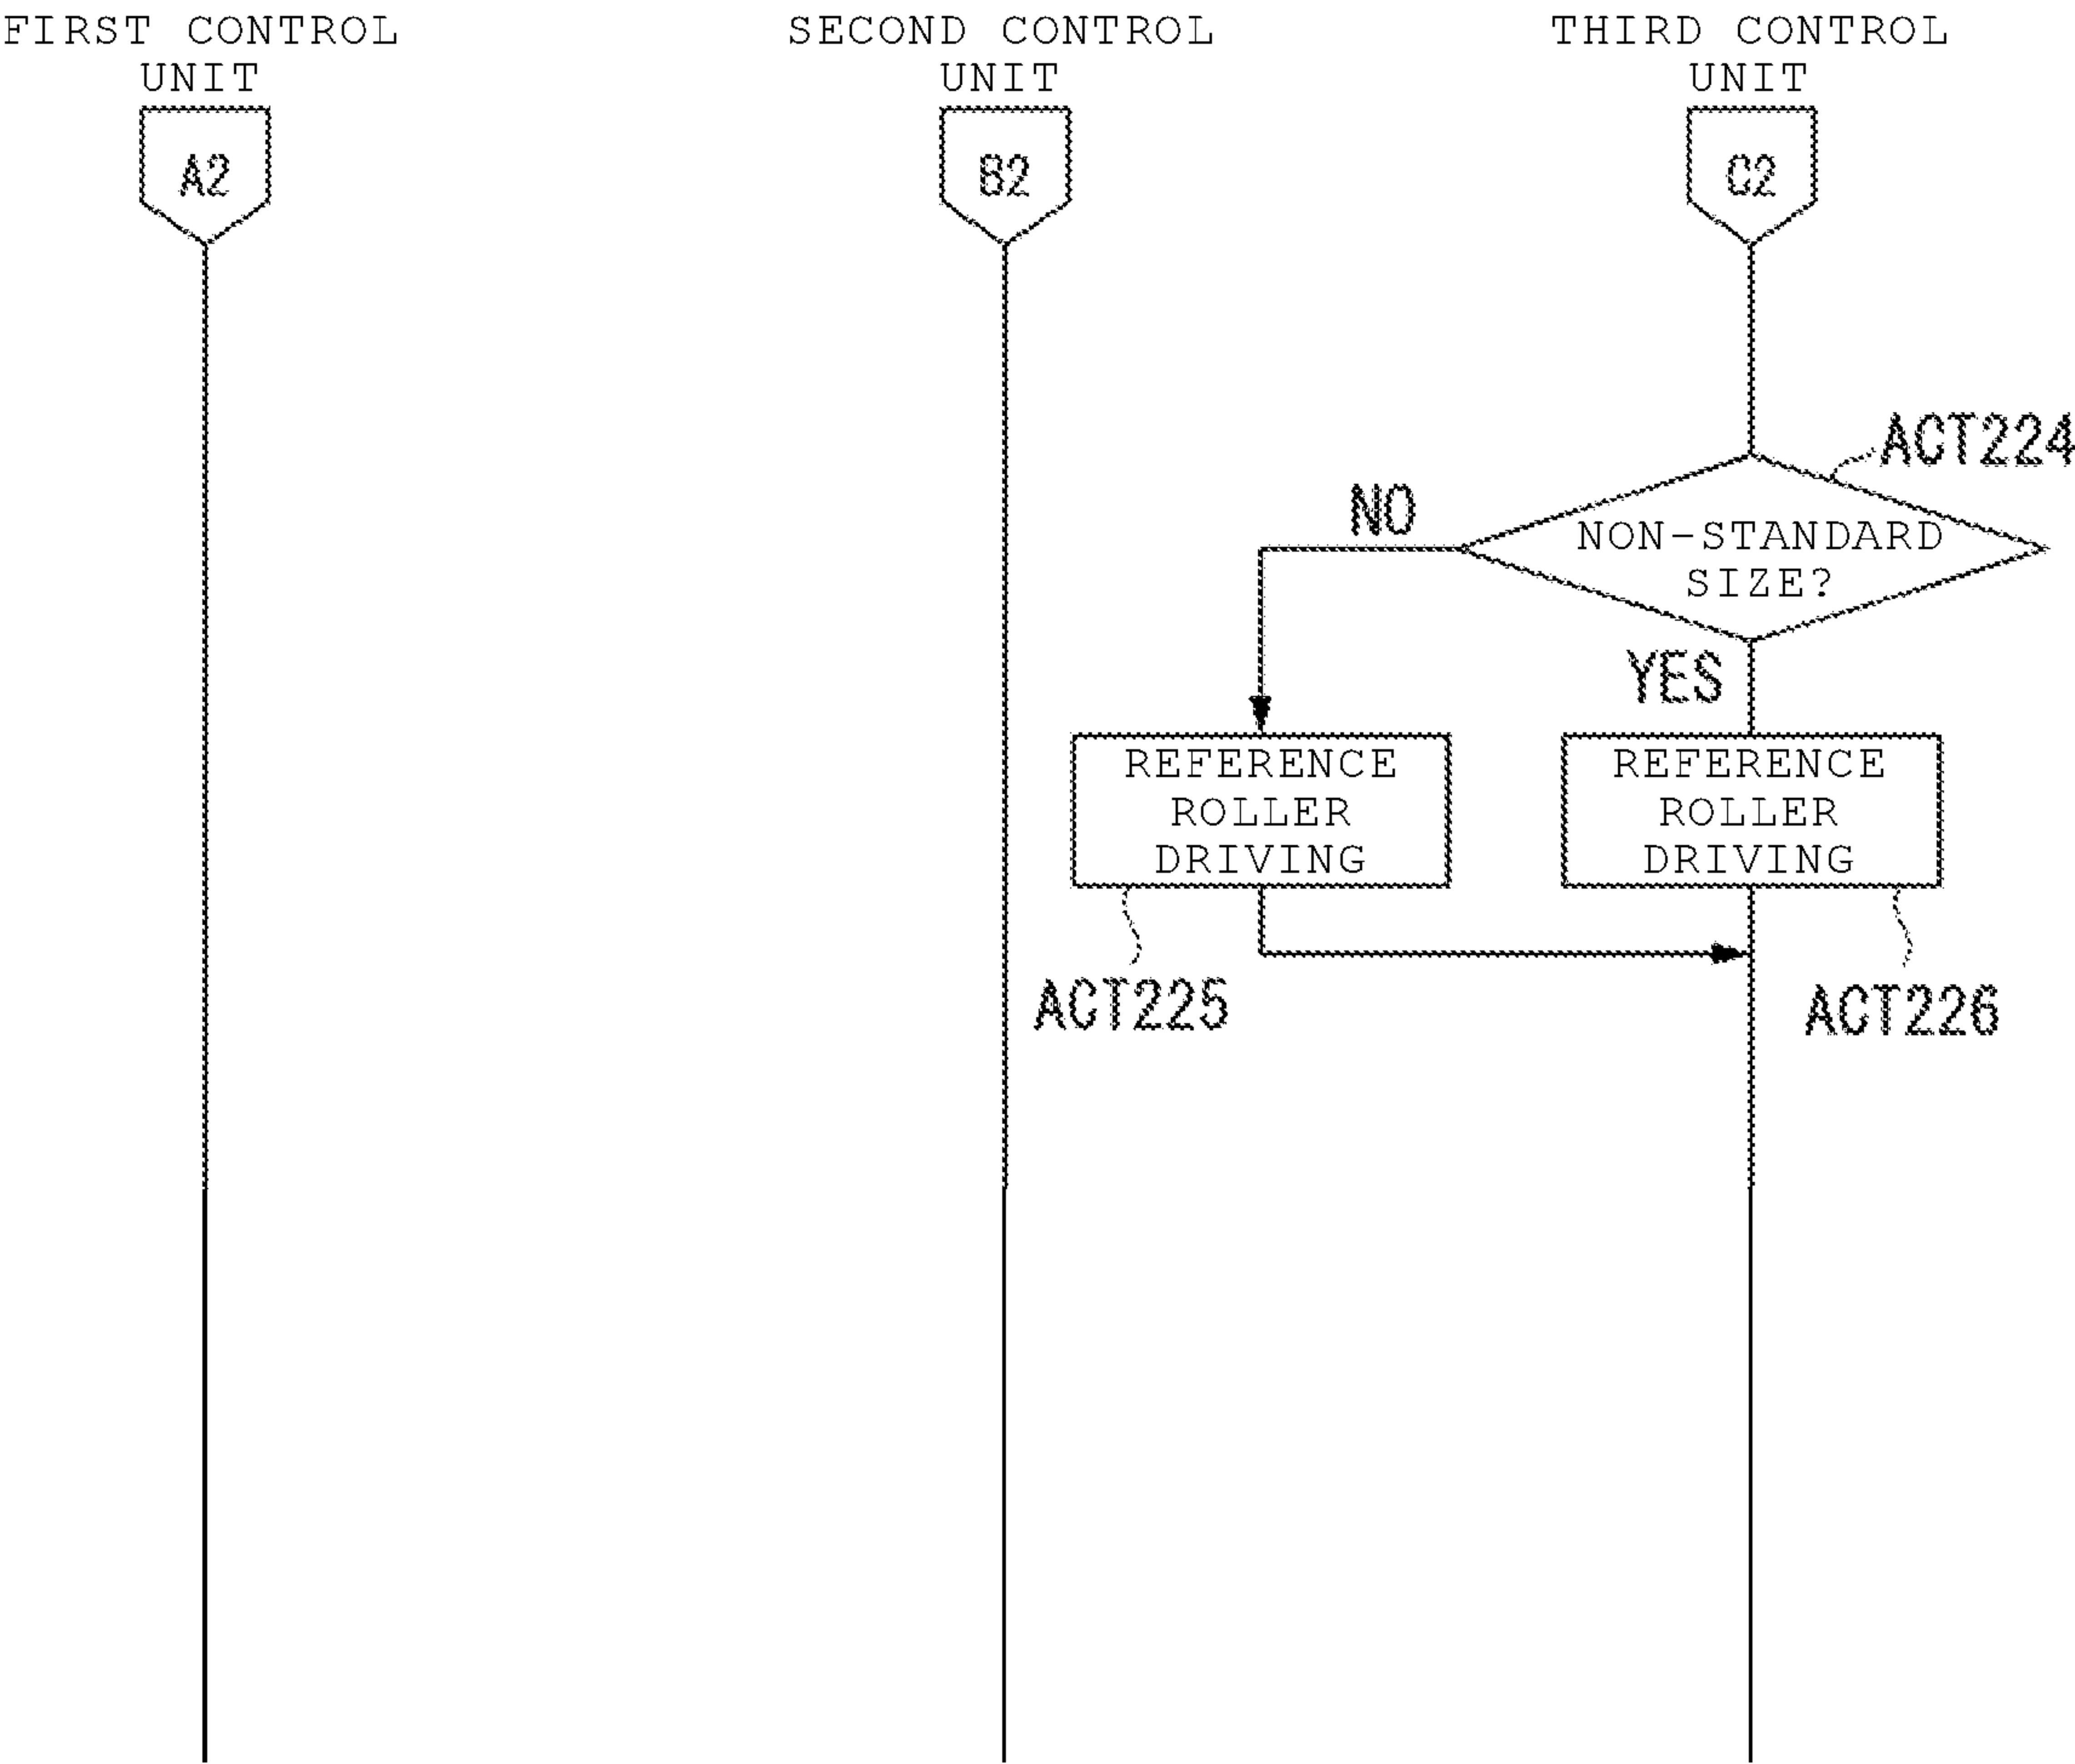 FIRST CONTROL
UNIT
SECOND CONTROL
UNIT
THIRD CONTROL
UNIT
A2
B2
C2
ACT224
NO
NON-STANDARD
SIZE?
YES
REFERENCE
ROLLER
DRIVING
REFERENCE
ROLLER
DRIVING
ACT225
ACT226